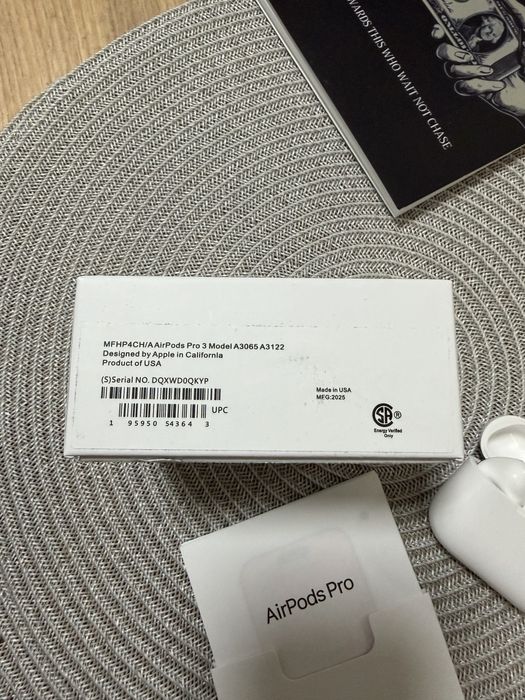 WARDS THIS WHO WAIT NOT CHASE
MFHP4CH/A AirPods Pro 3 Model A3065 A3122
Designed by Apple in California
Product of USA
(S)Serial NO. DQXWD0QKYP
Made in USA
MFG:2025
UPC
1 95950 54364 3
SA ®
Energy Verified
Only
AirPods Pro